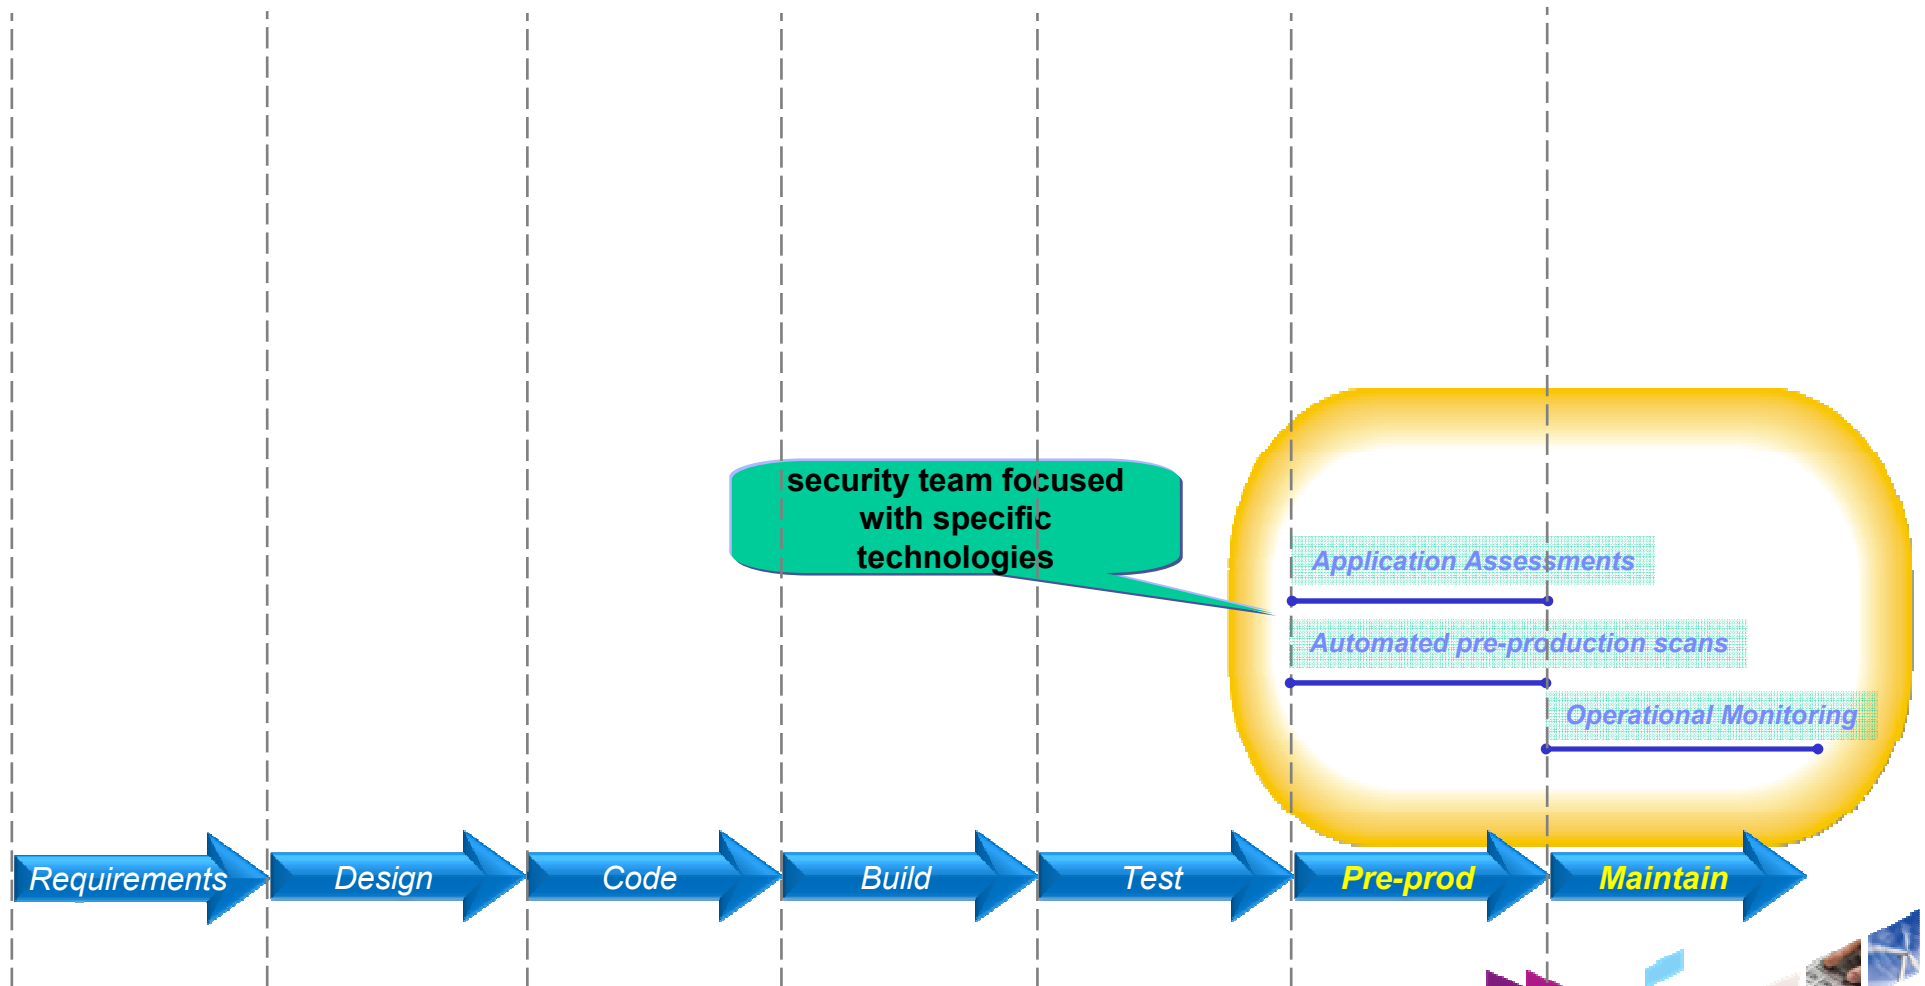 security team focused
with specific
technologies
Application Assessments
Automated pre-production scans
Operational Monitoring
Requirements
Design
Code
Build
Test
Pre-prod
Maintain